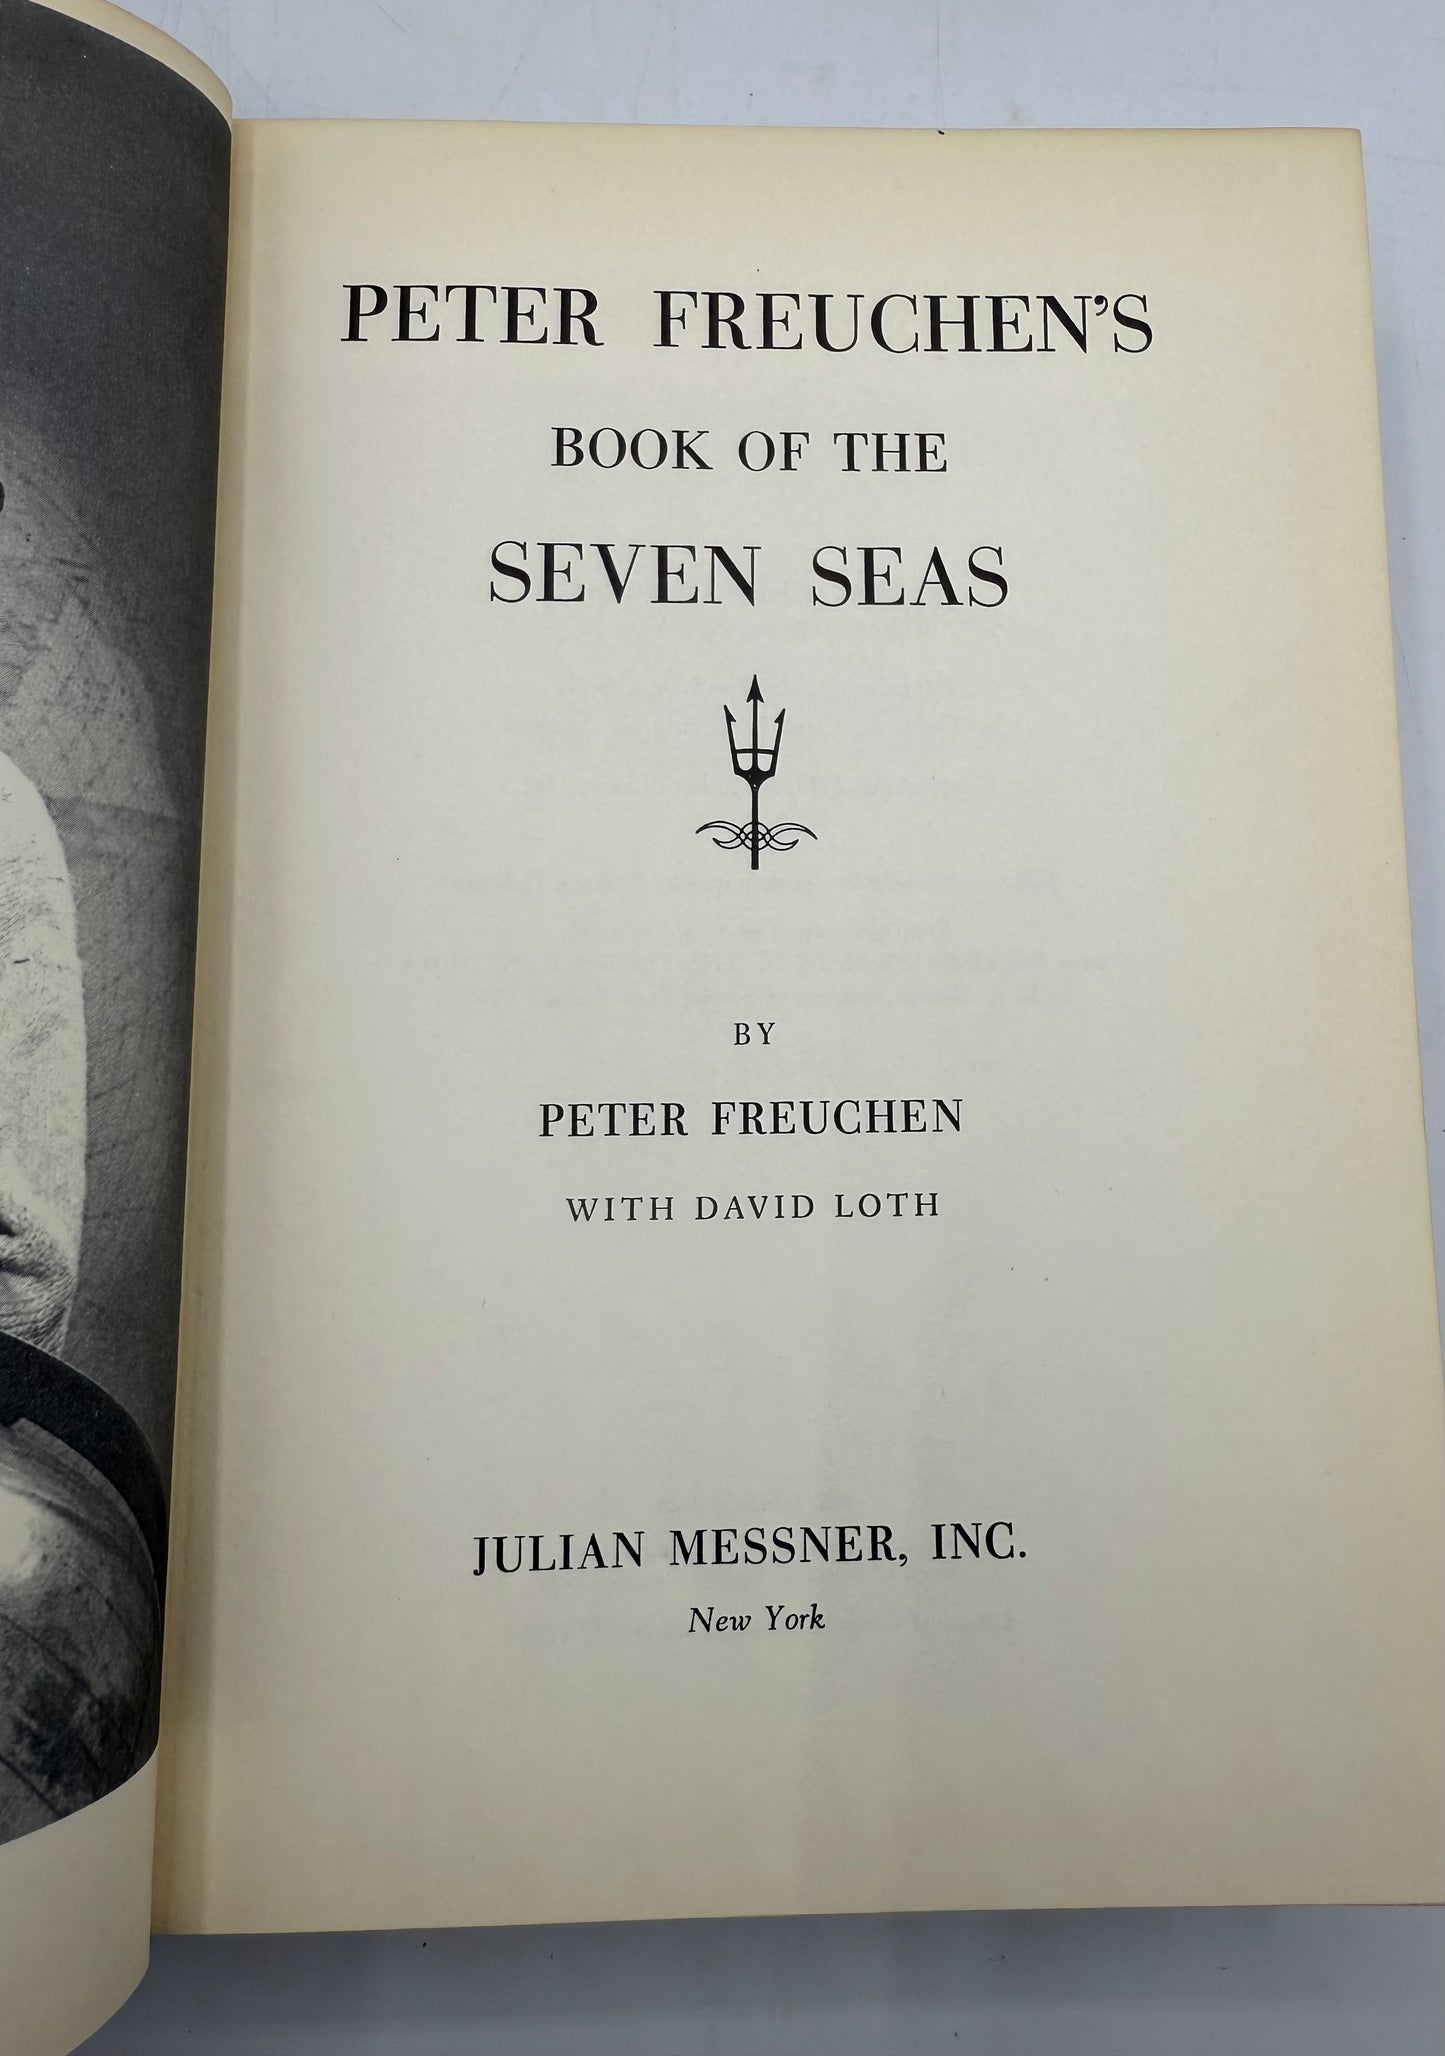 PETER FREUCHEN'S
BOOK OF THE
SEVEN SEAS
BY
PETER FREUCHEN
WITH DAVID LOTH
JULIAN MESSNER, INC.
New York